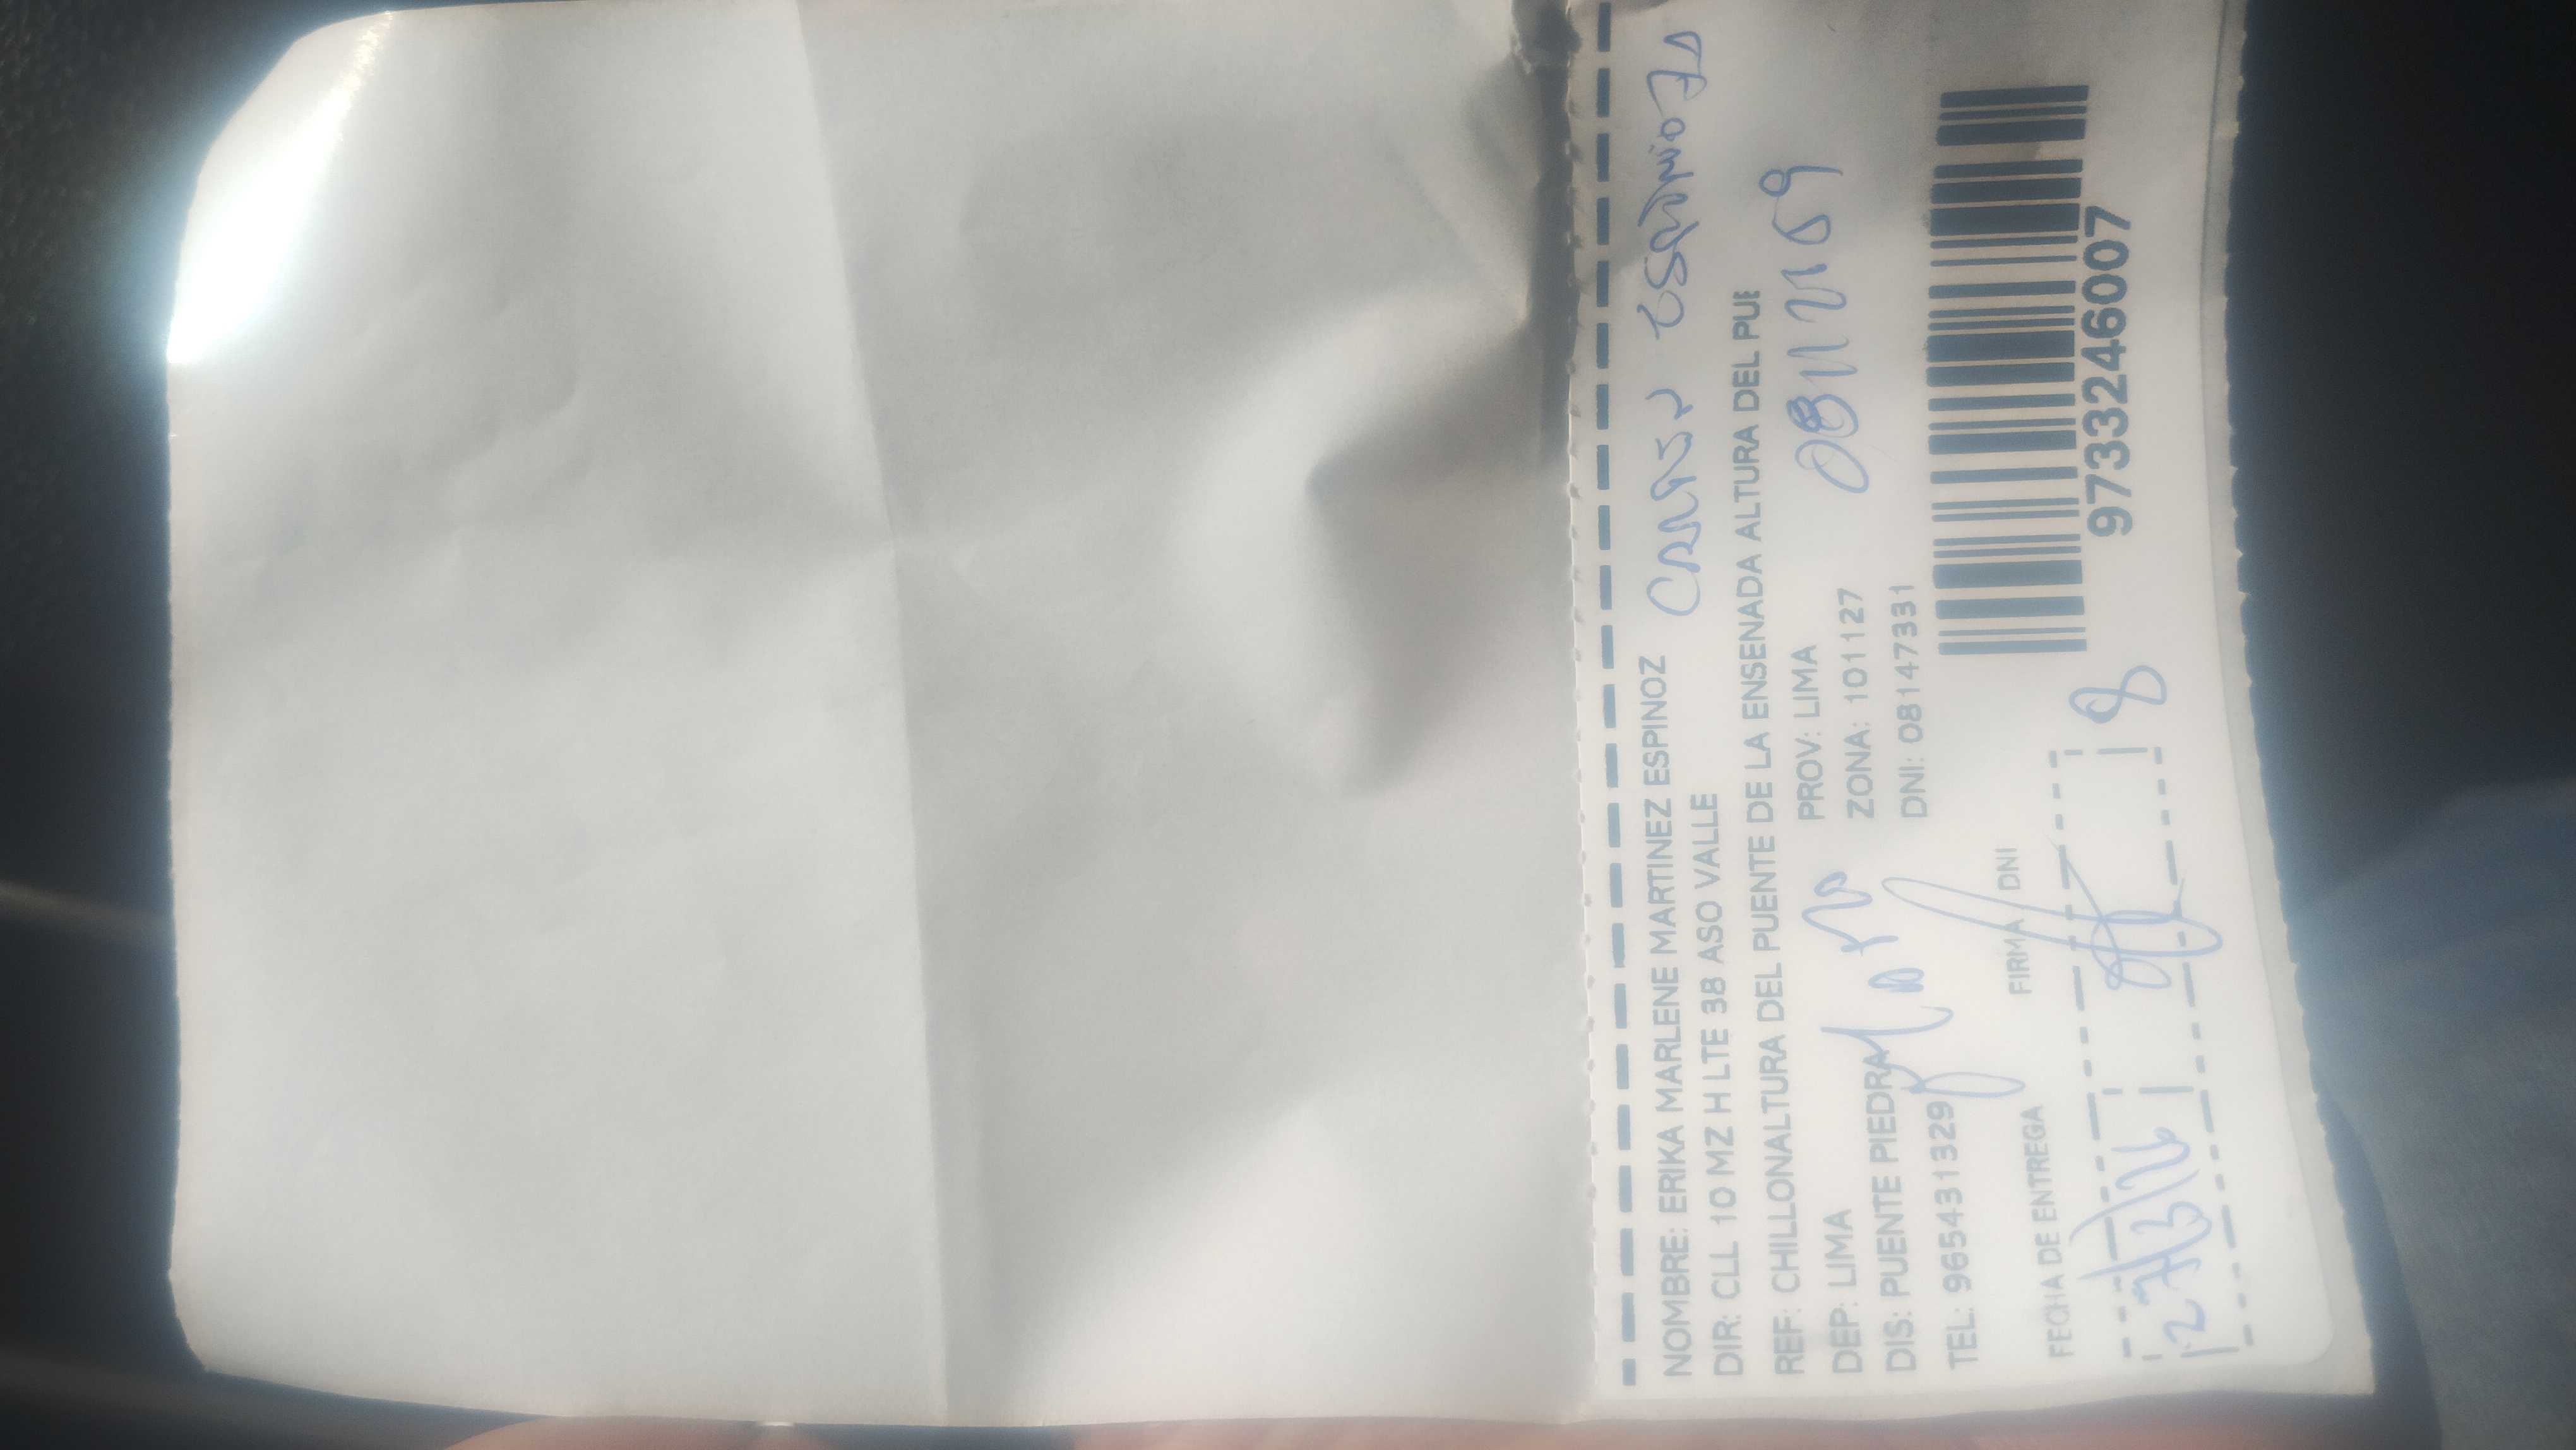 NOMBRE: ERIKA MARLENE MARTINEZ ESPINOZ
DIR: CLL 10 MZ H LTE 38 ASO VALLE
REF: CHILLONALTURA DEL PUENTE DE LA ENSENADA ALTURA DEL PUE
DEP: LIMA PROV: LIMA
DIS: PUENTE PIEDRA ZONA: 101127
TEL: 965431329 DNI: 08147331
FECHA DE ENTREGA FIRMA DNI
9733246007
8